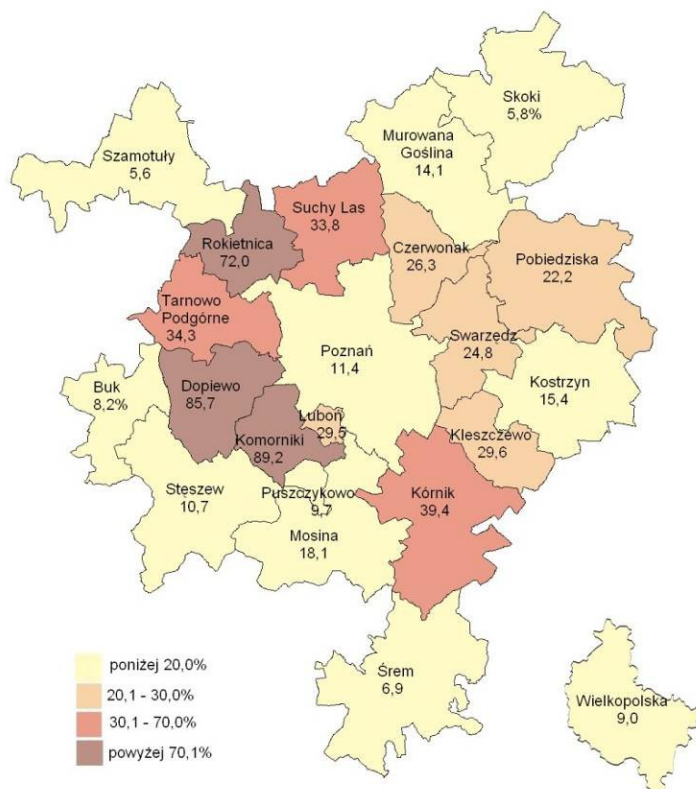 Skoki
5,8%
Murowana
Goślina
14,1
Szamotuły
5,6
Suchy Las
33,8
Rokietnica
72,0
Czerwonak
26,3
Pobiedziska
22,2
Tarnowo
Podgórne
34,3
Swarzędz
24,8
Poznań
11,4
Buk
8,2%
Dopiewo
85,7
Kostrzyn
15,4
Luboń
29,5
Komorniki
89,2
Kleszczewo
29,6
Stęszew
10,7
Puszczykowo
9,7
Kórnik
39,4
Mosina
18,1
Śrem
6,9
Wielkopolska
9,0
poniżej 20,0%
20,1 - 30,0%
30,1 - 70,0%
powyżej 70,1%